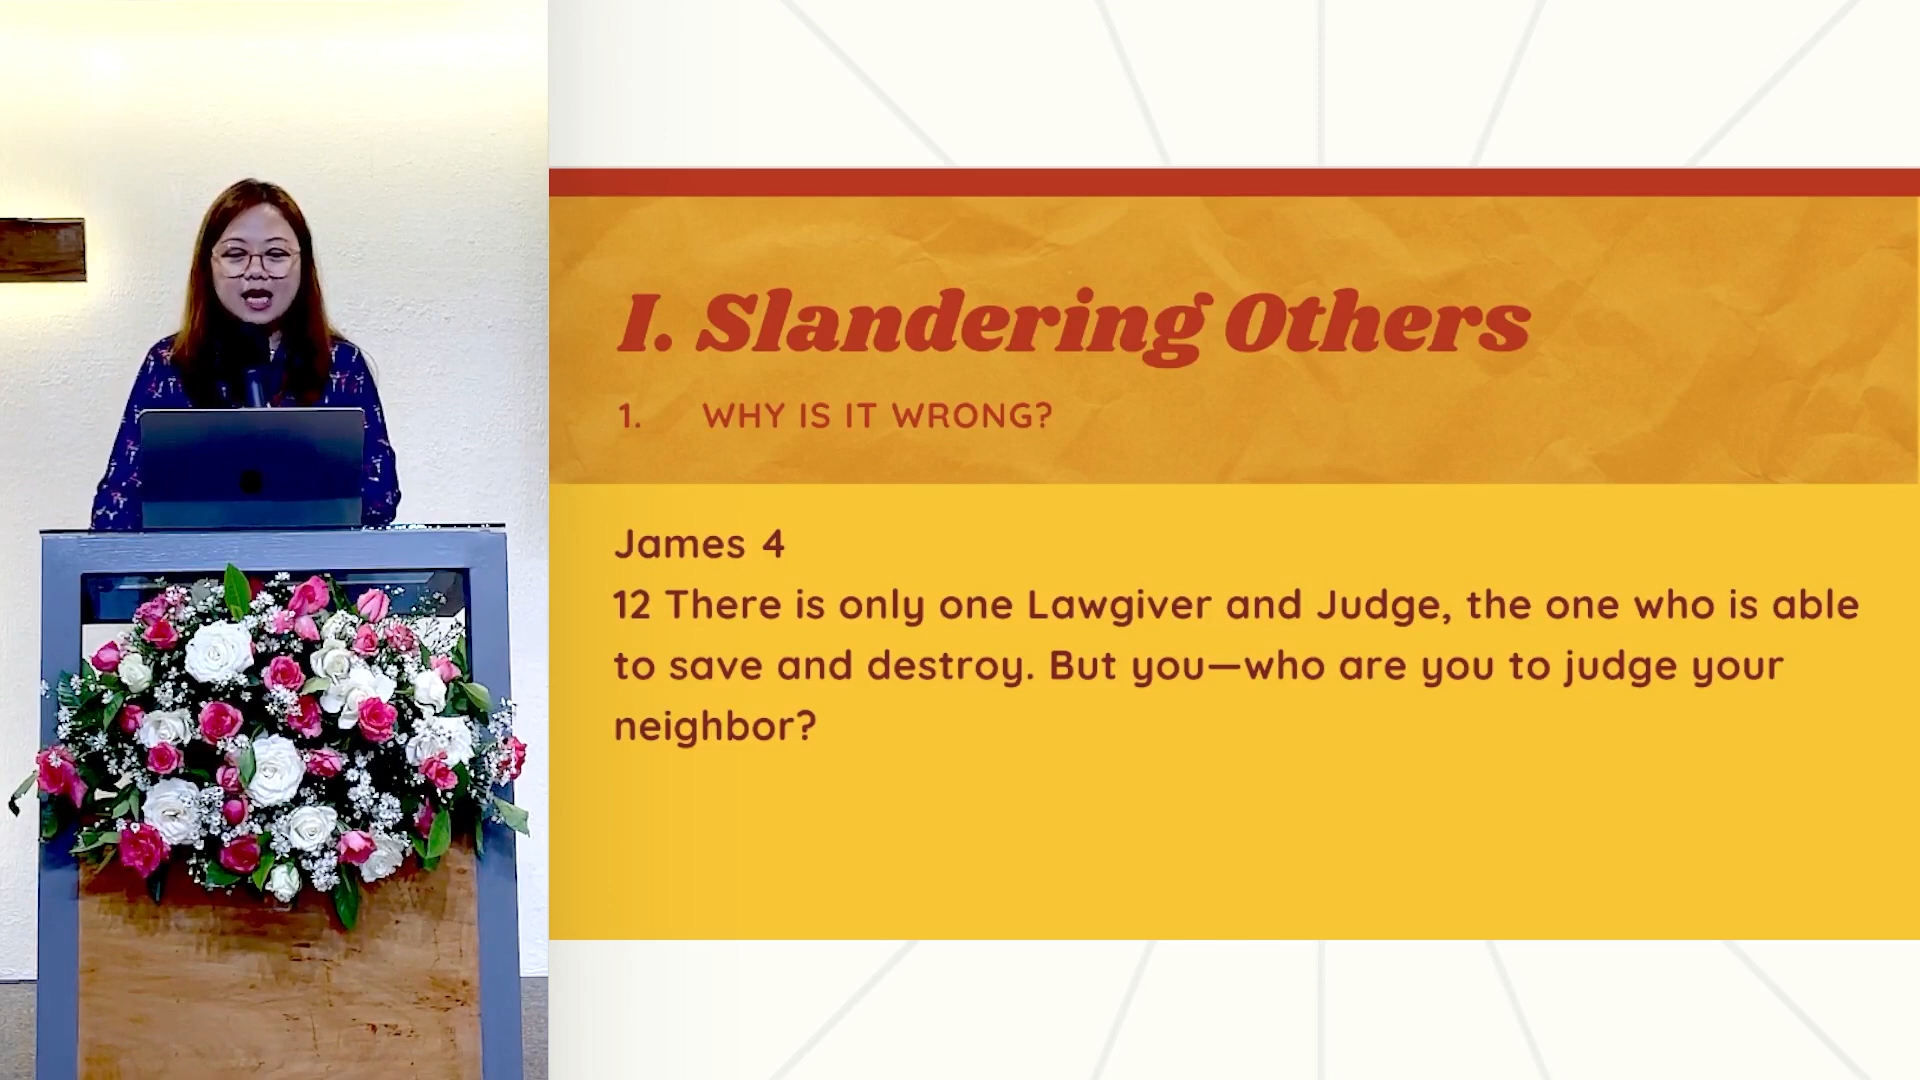 I. Slandering Others
1. WHY IS IT WRONG?
James 4
12 There is only one Lawgiver and Judge, the one who is able
to save and destroy. But you—who are you to judge your
neighbor?